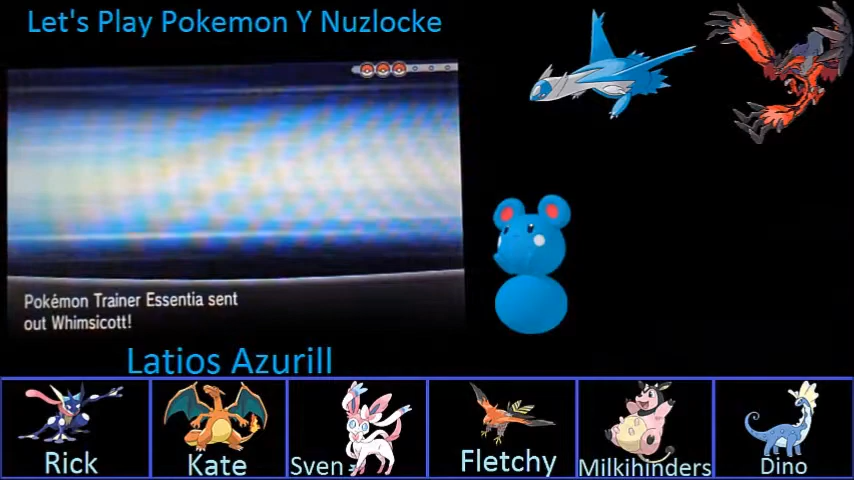 Let's Play Pokemon Y Nuzlocke
Pokémon Trainer Essentia sent
out Whimsicott!
Latios Azurill
Rick
Kate
Sven
Fletchy
Milkihinders
Dino